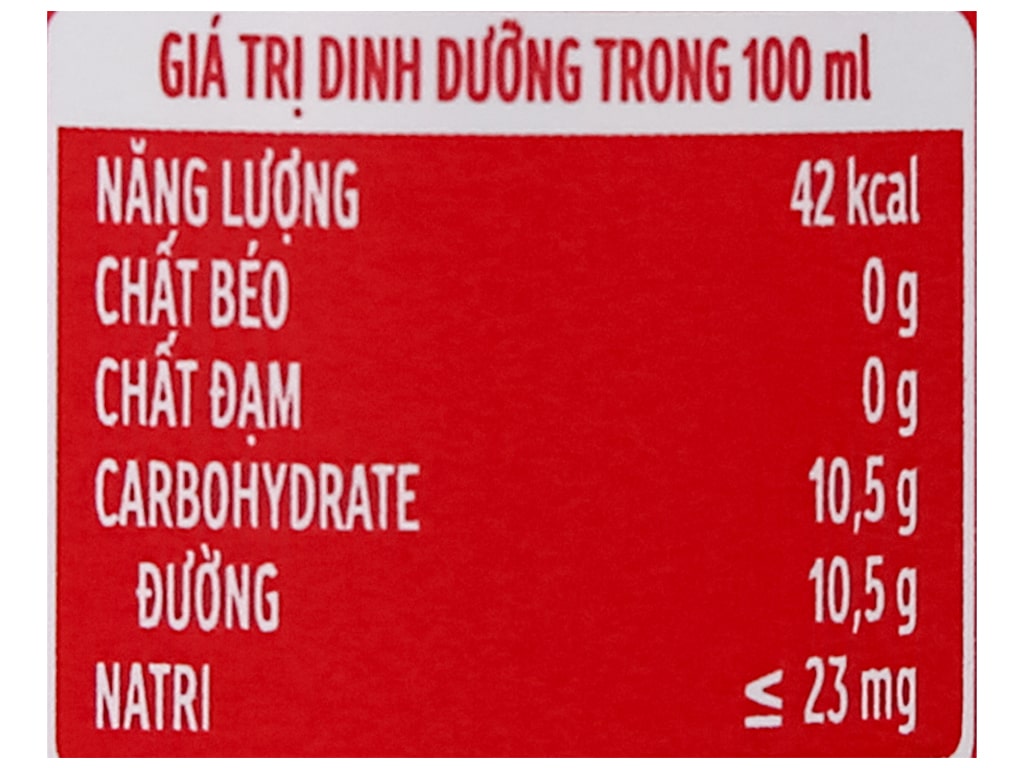 GIÁ TRỊ DINH DƯỠNG TRONG 100 ml
NĂNG LƯỢNG 42 kcal
CHẤT BÉO 0 g
CHẤT ĐẠM 0 g
CARBOHYDRATE 10,5 g
ĐƯỜNG 10,5 g
NATRI ≤ 23 mg